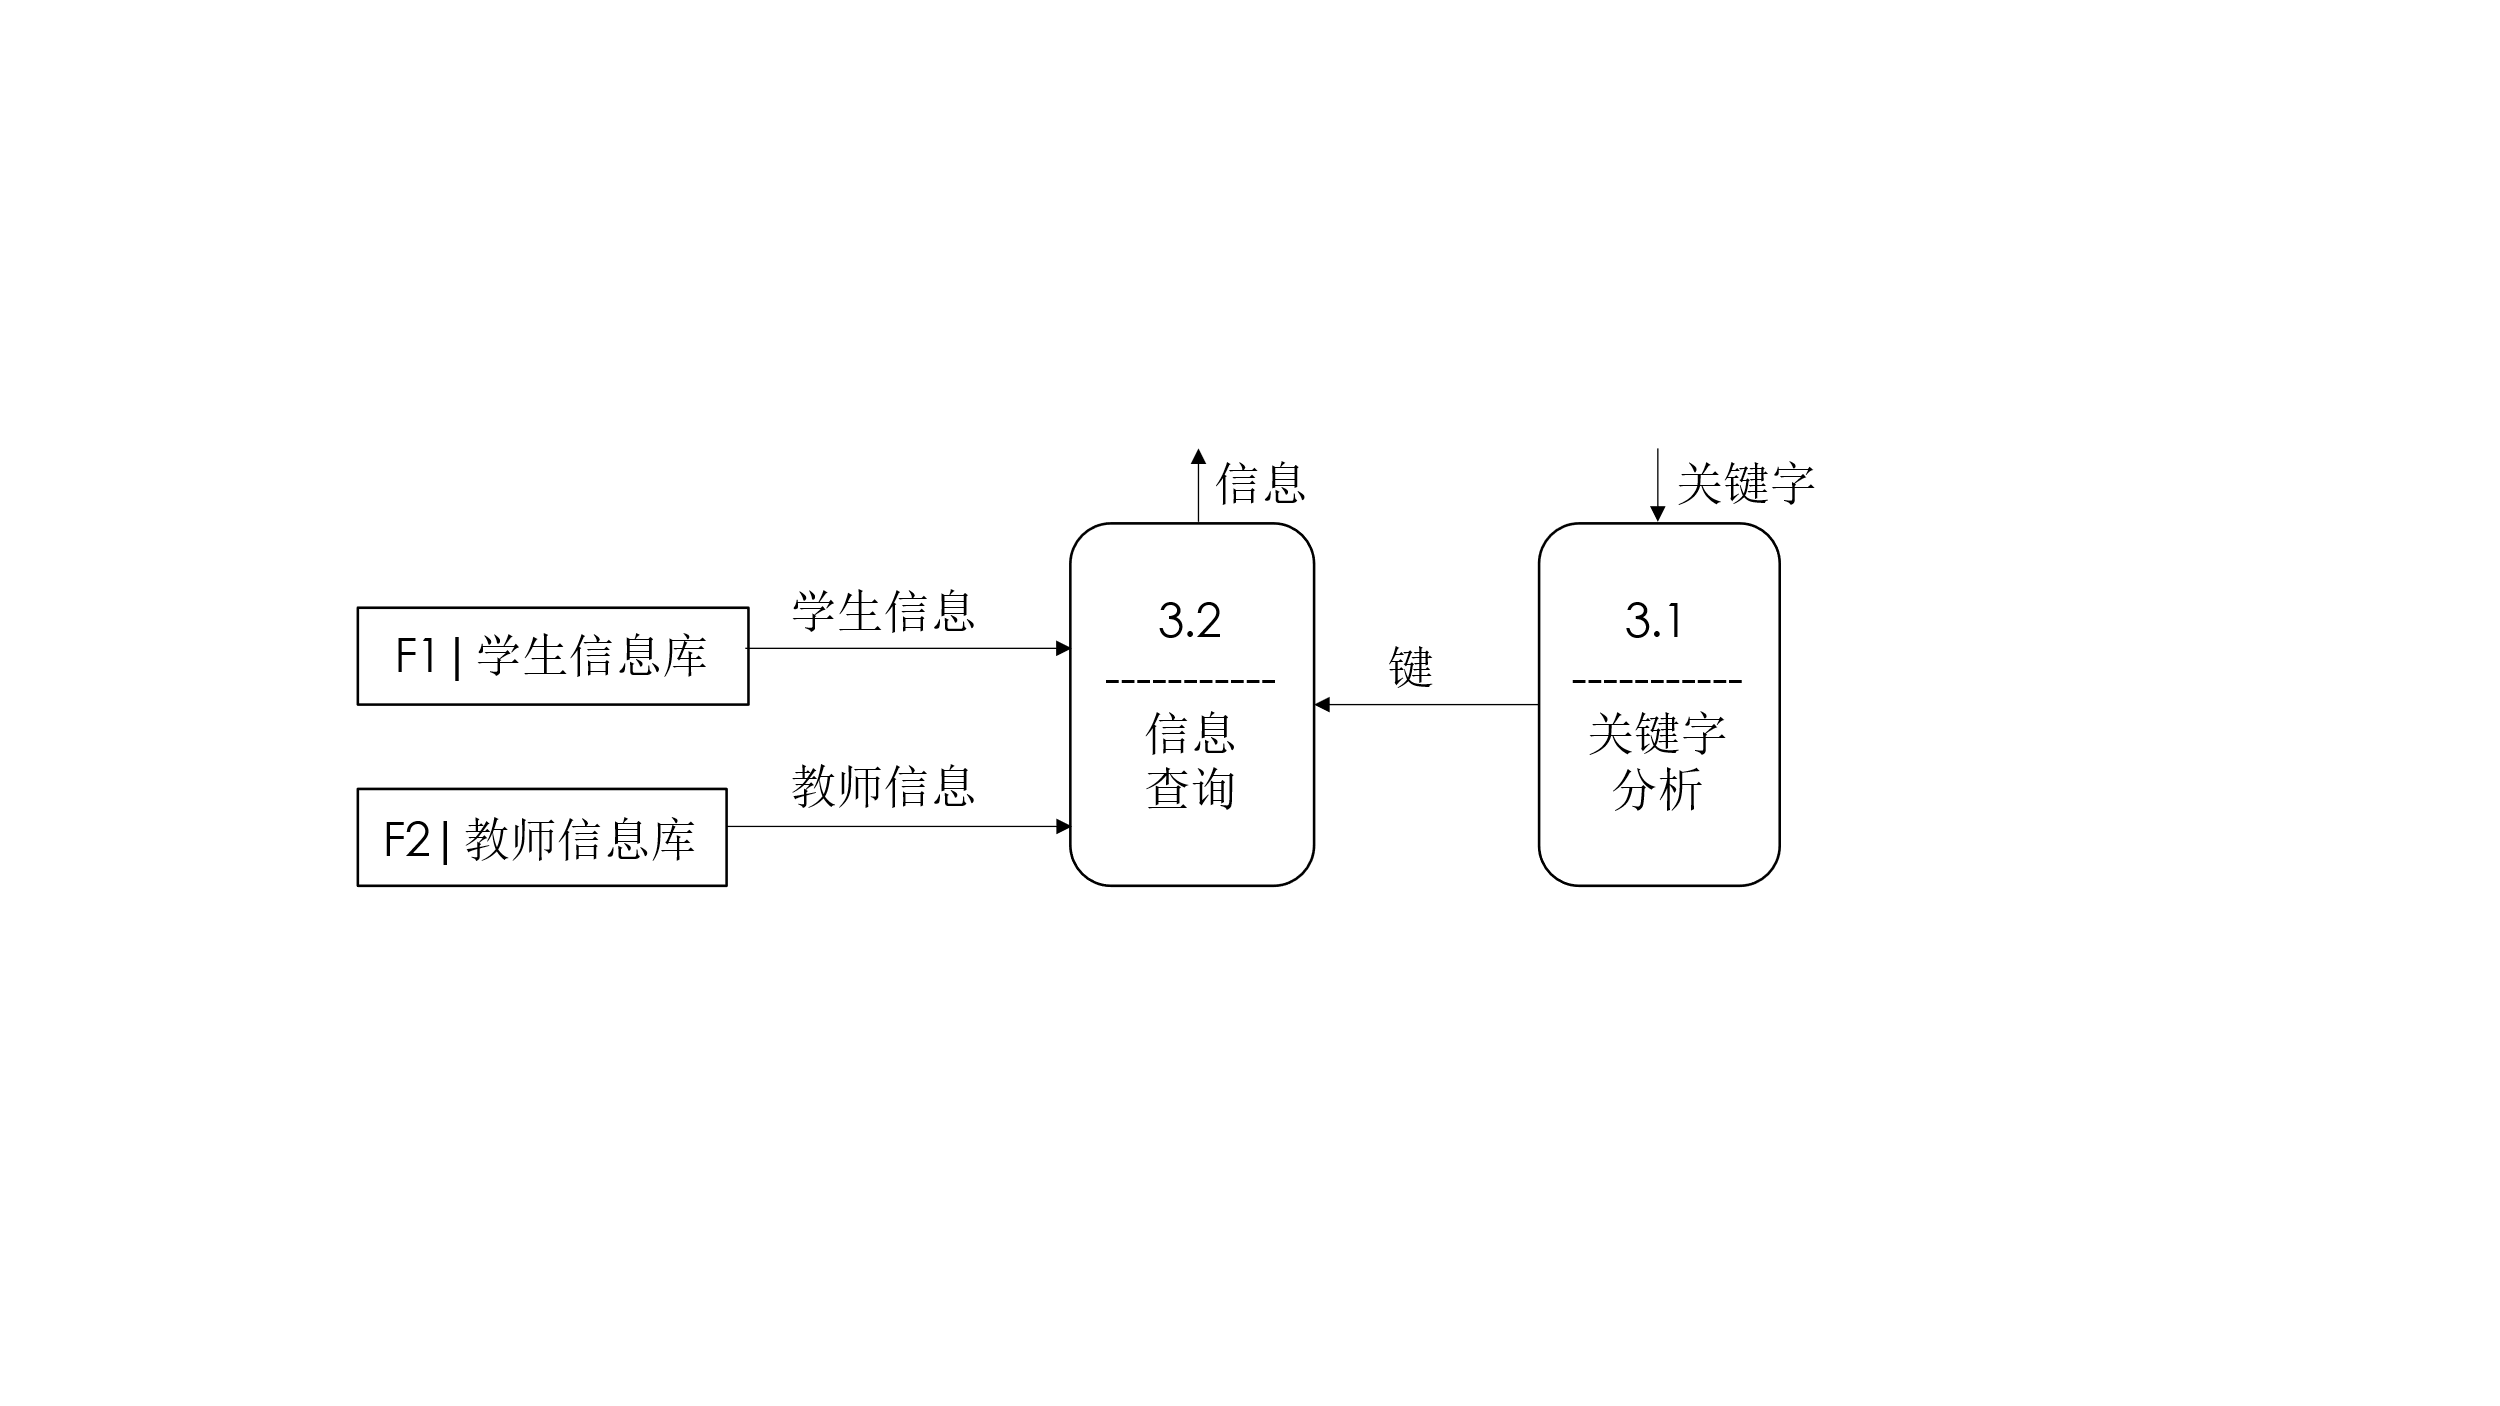 信息
关键字
学生信息
F1 | 学生信息库
3.2
-----------
信息
查询
键
3.1
-----------
关键字
分析
教师信息
F2 | 教师信息库